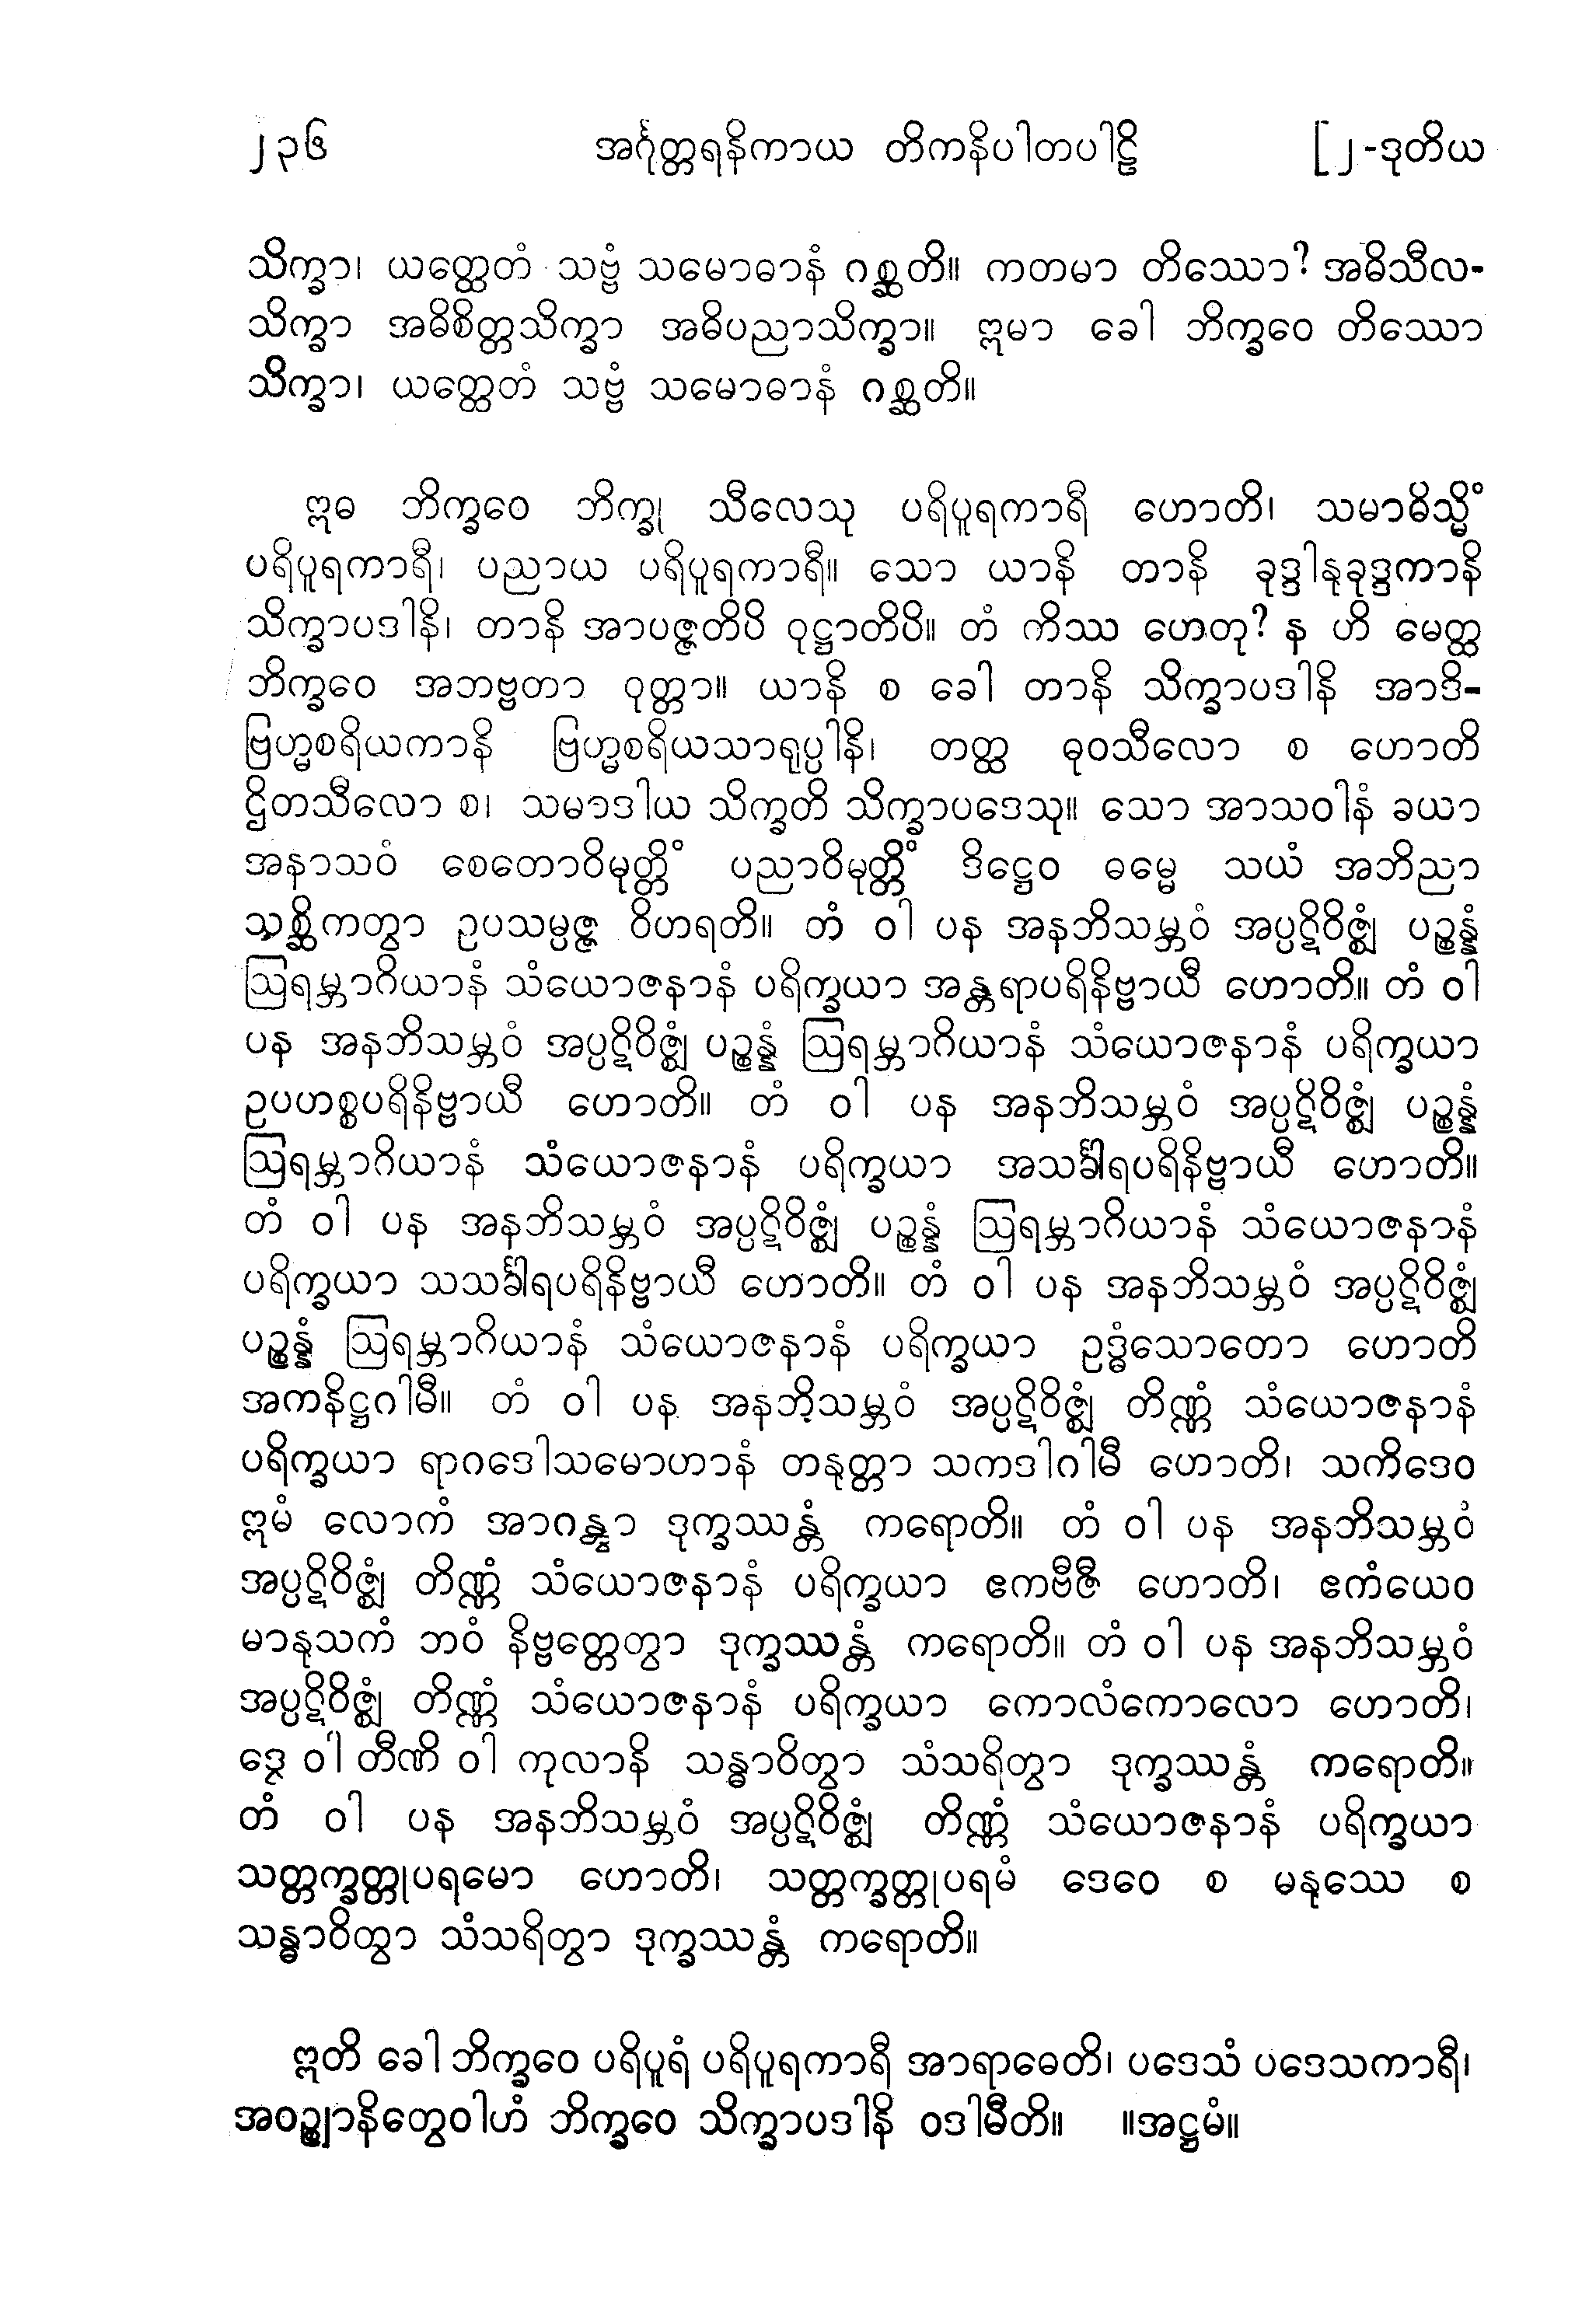 ၂၃၆ အင်္ဂုတ္တရနိကာယ တိကနိပါတပါဠိ [၂-ဒုတိယ
သိက္ခာ၊ ယတ္ထေတံ သဗ္ဗံ သမောဓာနံ ဂစ္ဆတိ။ ကတမာ တိဿော? အဓိသီလ-
သိက္ခာ အဓိစိတ္တသိက္ခာ အဓိပညာသိက္ခာ။ ဣမာ ခေါ ဘိက္ခဝေ တိဿော
သိက္ခာ၊ ယတ္ထေတံ သဗ္ဗံ သမောဓာနံ ဂစ္ဆတိ။
ဣဓ ဘိက္ခဝေ ဘိက္ခု သီလေသု ပရိပူရကာရီ ဟောတိ၊ သမာဓိသ္မိံ
ပရိပူရကာရီ၊ ပညာယ ပရိပူရကာရီ။ သော ယာနိ တာနိ ခုဒ္ဒါနုခုဒ္ဒကာနိ
သိက္ခာပဒါနိ၊ တာနိ အာပဇ္ဇတိပိ ဝုဋ္ဌာတိပိ။ တံ ကိဿ ဟေတု? န ဟိ မေတ္ထ
ဘိက္ခဝေ အဘဗ္ဗတာ ဝုတ္တာ။ ယာနိ စ ခေါ တာနိ သိက္ခာပဒါနိ အာဒိ-
ဗြဟ္မစရိယကာနိ ဗြဟ္မစရိယသာရုပ္ပါနိ၊ တတ္ထ ဓုဝသီလော စ ဟောတိ
ဌိတသီလော စ၊ သမာဒါယ သိက္ခတိ သိက္ခာပဒေသု။ သော အာသဝါနံ ခယာ
အနာသဝံ စေတောဝိမုတ္တိံ ပညာဝိမုတ္တိံ ဒိဋ္ဌေဝ ဓမ္မေ သယံ အဘိညာ
သစ္ဆိကတွာ ဥပသမ္ပဇ္ဇ ဝိဟရတိ။ တံ ဝါ ပန အနဘိသမ္ဘဝံ အပ္ပဋိဝိဇ္ဈံ ပဉ္စန္နံ
ဩရမ္ဘာဂိယာနံ သံယောဇနာနံ ပရိက္ခယာ အန္တရာပရိနိဗ္ဗာယီ ဟောတိ။ တံ ဝါ
ပန အနဘိသမ္ဘဝံ အပ္ပဋိဝိဇ္ဈံ ပဉ္စန္နံ ဩရမ္ဘာဂိယာနံ သံယောဇနာနံ ပရိက္ခယာ
ဥပဟစ္စပရိနိဗ္ဗာယီ ဟောတိ။ တံ ဝါ ပန အနဘိသမ္ဘဝံ အပ္ပဋိဝိဇ္ဈံ ပဉ္စန္နံ
ဩရမ္ဘာဂိယာနံ သံယောဇနာနံ ပရိက္ခယာ အသင်္ခါရပရိနိဗ္ဗာယီ ဟောတိ။
တံ ဝါ ပန အနဘိသမ္ဘဝံ အပ္ပဋိဝိဇ္ဈံ ပဉ္စန္နံ ဩရမ္ဘာဂိယာနံ သံယောဇနာနံ
ပရိက္ခယာ သသင်္ခါရပရိနိဗ္ဗာယီ ဟောတိ။ တံ ဝါ ပန အနဘိသမ္ဘဝံ အပ္ပဋိဝိဇ္ဈံ
ပဉ္စန္နံ ဩရမ္ဘာဂိယာနံ သံယောဇနာနံ ပရိက္ခယာ ဥဒ္ဓံသောတော ဟောတိ
အကနိဋ္ဌဂါမီ။ တံ ဝါ ပန အနဘိသမ္ဘဝံ အပ္ပဋိဝိဇ္ဈံ တိဏ္ဏံ သံယောဇနာနံ
ပရိက္ခယာ ရာဂဒေါသမောဟာနံ တနုတ္တာ သကဒါဂါမီ ဟောတိ၊ သကိဒေဝ
ဣမံ လောကံ အာဂန္တွာ ဒုက္ခဿန္တံ ကရောတိ။ တံ ဝါ ပန အနဘိသမ္ဘဝံ
အပ္ပဋိဝိဇ္ဈံ တိဏ္ဏံ သံယောဇနာနံ ပရိက္ခယာ ဧကဗီဇီ ဟောတိ၊ ဧကံယေဝ
မာနုသကံ ဘဝံ နိဗ္ဗတ္တေတွာ ဒုက္ခဿန္တံ ကရောတိ။ တံ ဝါ ပန အနဘိသမ္ဘဝံ
အပ္ပဋိဝိဇ္ဈံ တိဏ္ဏံ သံယောဇနာနံ ပရိက္ခယာ ကောလံကောလော ဟောတိ၊
ဒွေ ဝါ တီဏိ ဝါ ကုလာနိ သန္ဓာဝိတွာ သံသရိတွာ ဒုက္ခဿန္တံ ကရောတိ။
တံ ဝါ ပန အနဘိသမ္ဘဝံ အပ္ပဋိဝိဇ္ဈံ တိဏ္ဏံ သံယောဇနာနံ ပရိက္ခယာ
သတ္တက္ခတ္တုပရမော ဟောတိ၊ သတ္တက္ခတ္တုပရမံ ဒေဝေ စ မနုဿေ စ
သန္ဓာဝိတွာ သံသရိတွာ ဒုက္ခဿန္တံ ကရောတိ။
ဣတိ ခေါ ဘိက္ခဝေ ပရိပူရံ ပရိပူရကာရီ အာရာဓေတိ၊ ပဒေသံ ပဒေသကာရီ၊
အဝဉ္ဈာနိတွေဝါဟံ ဘိက္ခဝေ သိက္ခာပဒါနိ ဝဒါမီတိ။ ။အဋ္ဌမံ။